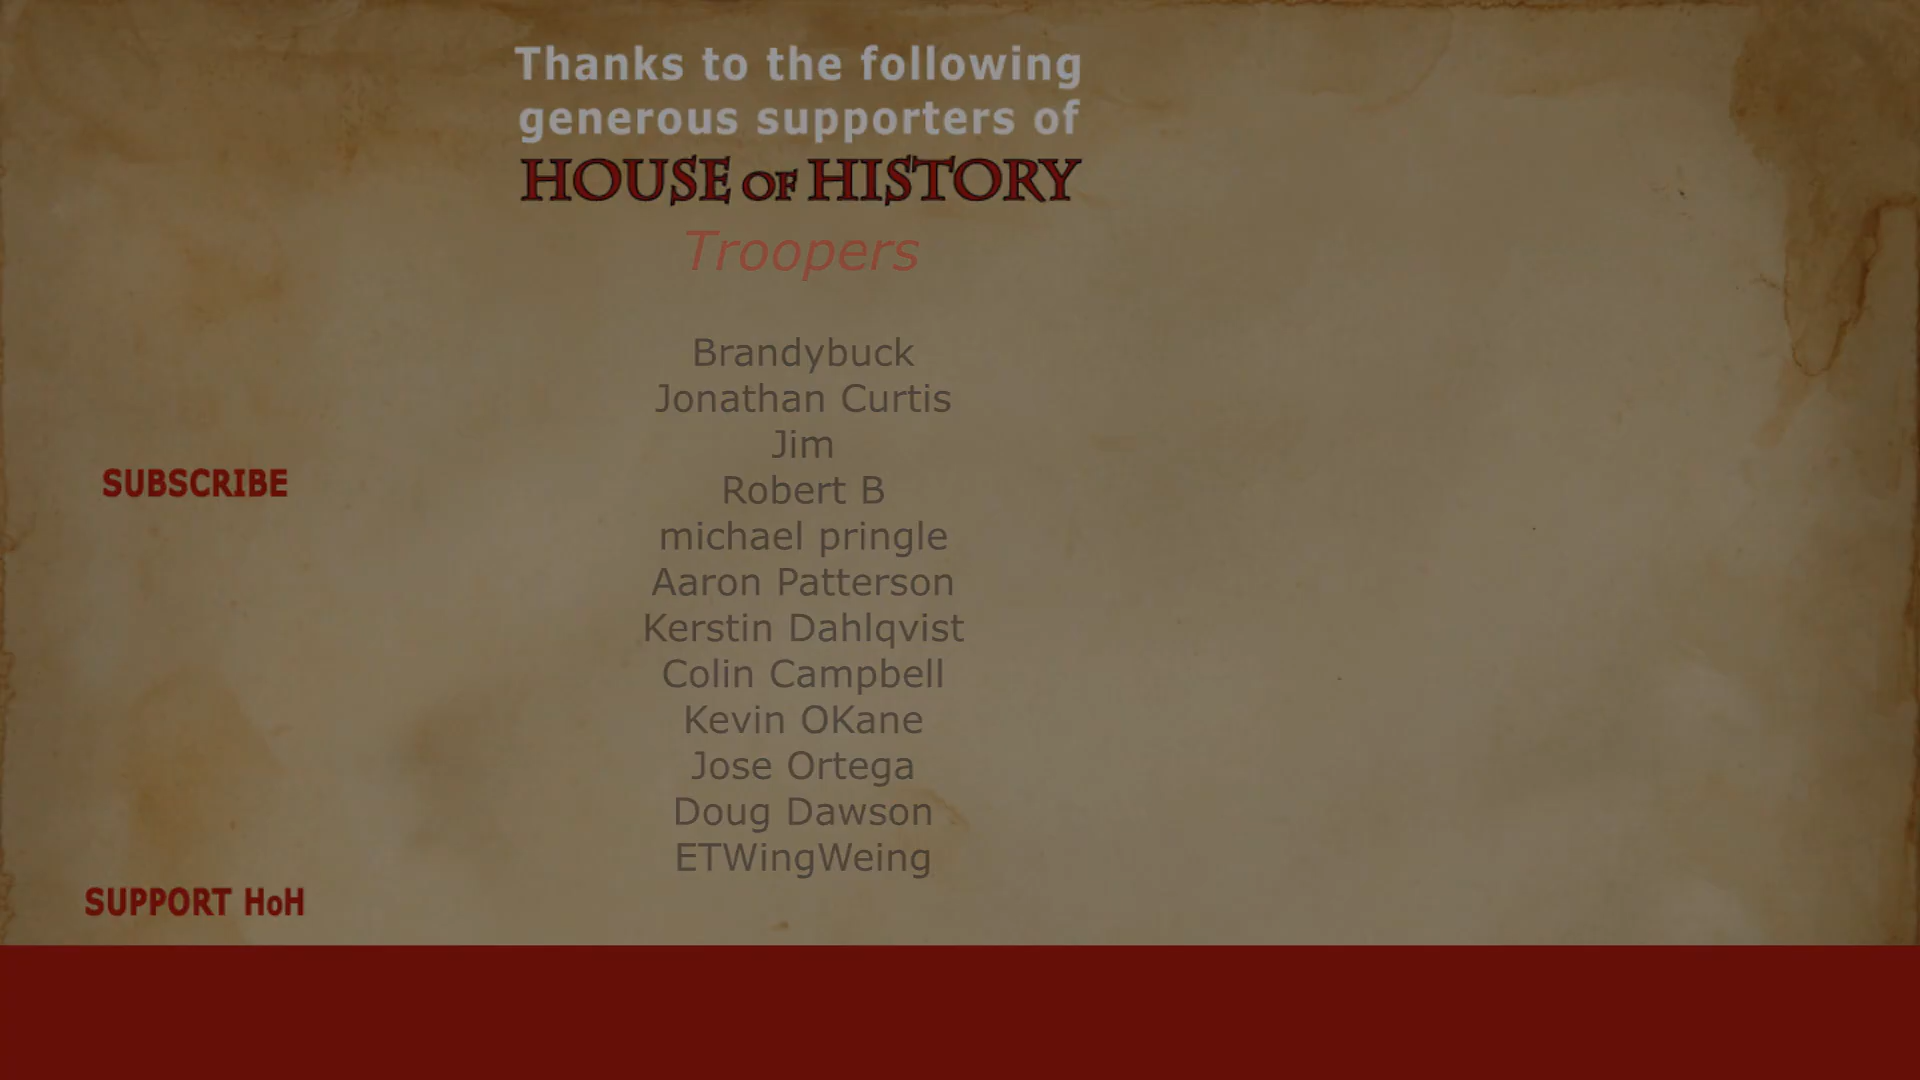 Thanks to the following
generous supporters of
HOUSE OF HISTORY
Troopers
Brandybuck
Jonathan Curtis
Jim
Robert B
michael pringle
Aaron Patterson
Kerstin Dahlqvist
Colin Campbell
Kevin OKane
Jose Ortega
Doug Dawson
ETWingWeing
SUBSCRIBE
SUPPORT HoH